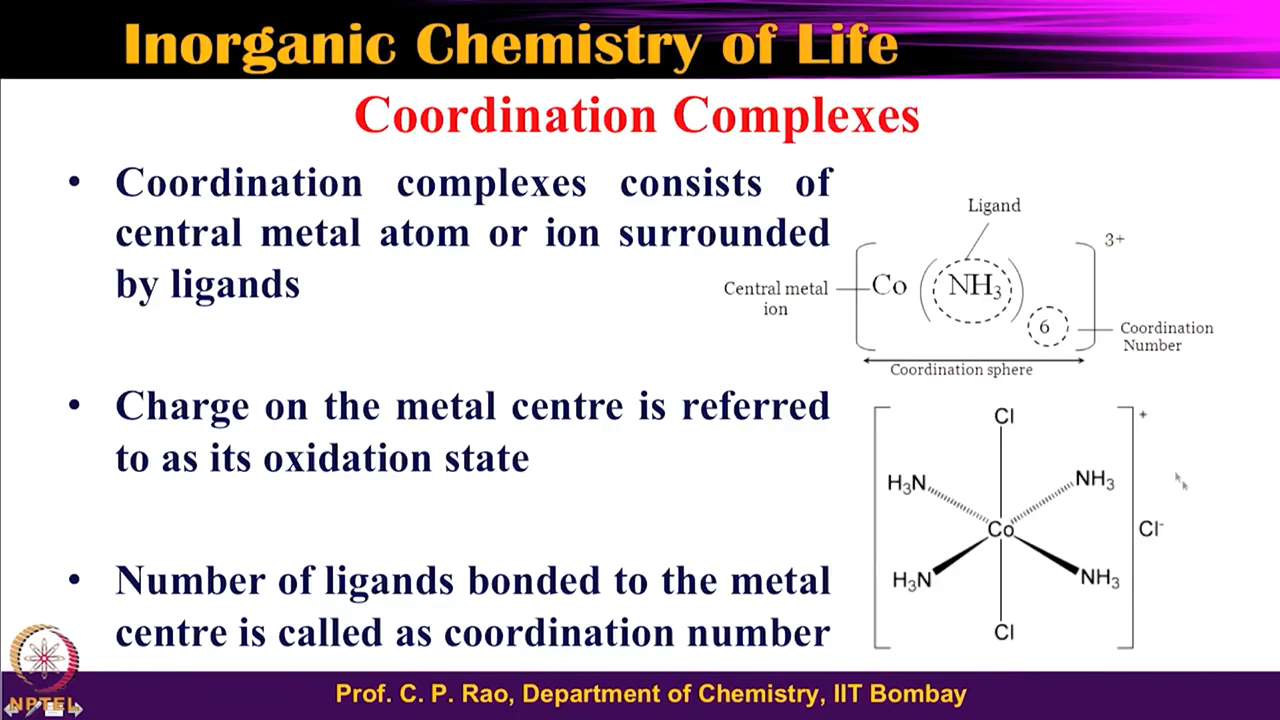 Inorganic Chemistry of Life
Coordination Complexes
• Coordination complexes consists of
central metal atom or ion surrounded
by ligands
• Charge on the metal centre is referred
to as its oxidation state
• Number of ligands bonded to the metal
centre is called as coordination number
Ligand
3+
Central metal
ion
Co
NH₃
6
Coordination
Number
Coordination sphere
Cl
+
H₃N
NH₃
Co
Cl⁻
H₃N
NH₃
Cl
NPTEL
Prof. C. P. Rao, Department of Chemistry, IIT Bombay